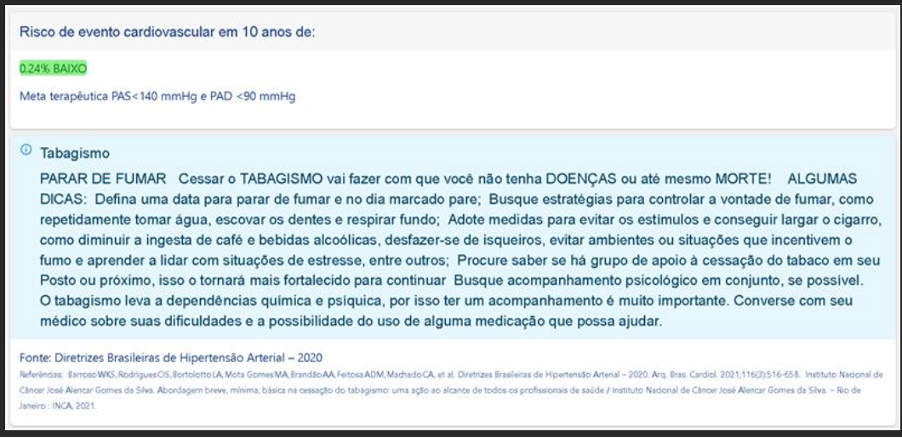 Risco de evento cardiovascular em 10 anos de:
0.24% BAIXO
Meta terapêutica PAS<140 mmHg e PAD <90 mmHg
Tabagismo
PARAR DE FUMAR Cessar o TABAGISMO vai fazer com que você não tenha DOENÇAS ou até mesmo MORTE! ALGUMAS
DICAS: Defina uma data para parar de fumar e no dia marcado pare; Busque estratégias para controlar a vontade de fumar, como
repetidamente tomar água, escovar os dentes e respirar fundo; Adote medidas para evitar os estímulos e conseguir largar o cigarro,
como diminuir a ingesta de café e bebidas alcoólicas, desfazer-se de isqueiros, evitar ambientes ou situações que incentivem o
fumo e aprender a lidar com situações de estresse, entre outros; Procure saber se há grupo de apoio à cessação do tabaco em seu
Posto ou próximo, isso o tornará mais fortalecido para continuar Busque acompanhamento psicológico em conjunto, se possível.
O tabagismo leva a dependências química e psíquica, por isso ter um acompanhamento é muito importante. Converse com seu
médico sobre suas dificuldades e a possibilidade do uso de alguma medicação que possa ajudar.
Fonte: Diretrizes Brasileiras de Hipertensão Arterial – 2020
Referências: Barroso WKS, Rodrigues CIS, Bortolotto LA, Mota Gomes MA, Brandão AA, Feitosa ADM, Machado CA, et al. Diretrizes Brasileiras de Hipertensão Arterial – 2020. Arq. Bras. Cardiol. 2021;116(3):516-658. Instituto Nacional de
Câncer José Alencar Gomes da Silva. Abordagem breve, mínima, básica na cessação do tabagismo: uma ação ao alcance de todos os profissionais de saúde / Instituto Nacional de Câncer José Alencar Gomes da Silva. – Rio de
Janeiro : INCA, 2021.